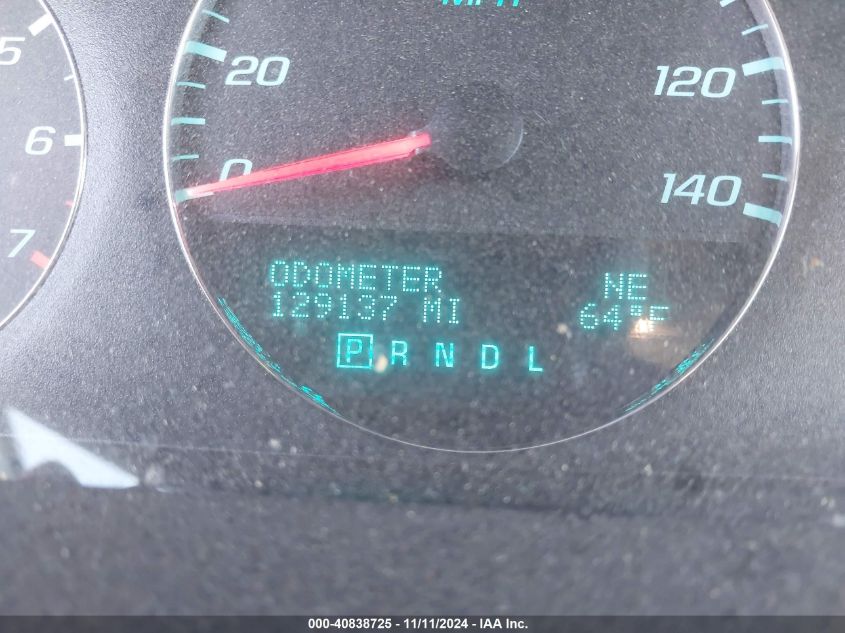 MPH
5
20
120
6
0
140
7
ODOMETER NE
129137 MI 64°F
P R N D L
000-40838725 - 11/11/2024 - IAA Inc.